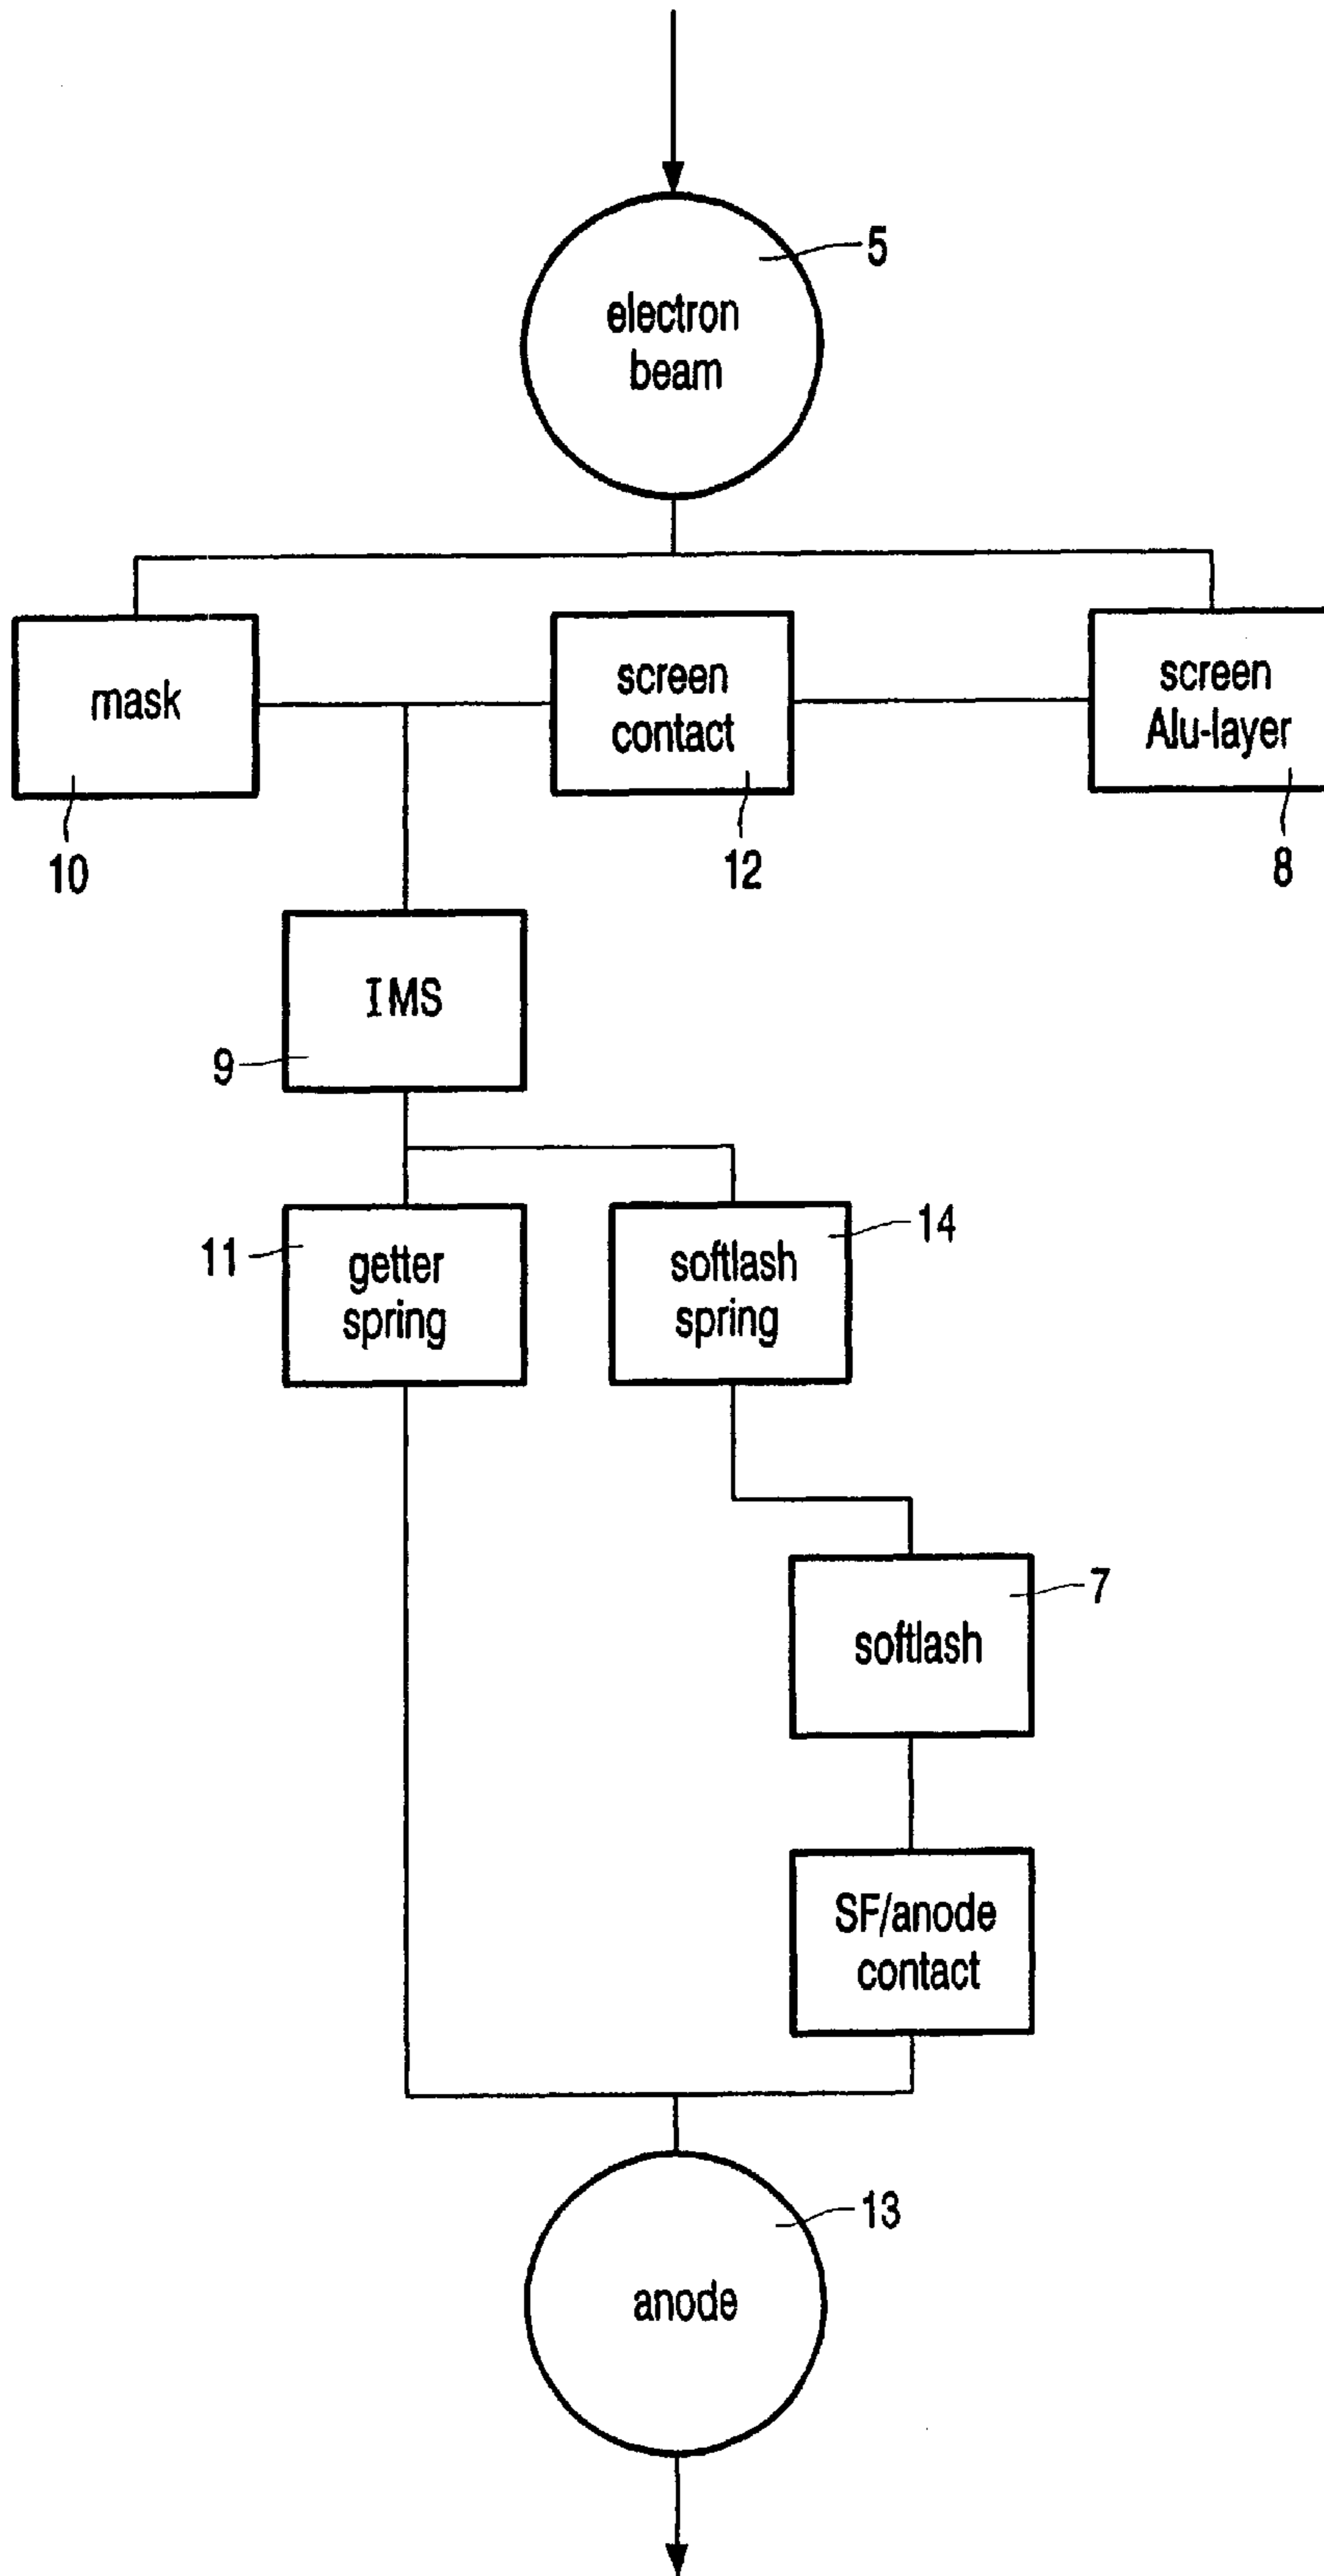 5
electron
beam
mask
screen
contact
screen
Alu-layer
10
12
8
IMS
9
11
getter
spring
14
softlash
spring
7
softlash
SF/anode
contact
13
anode